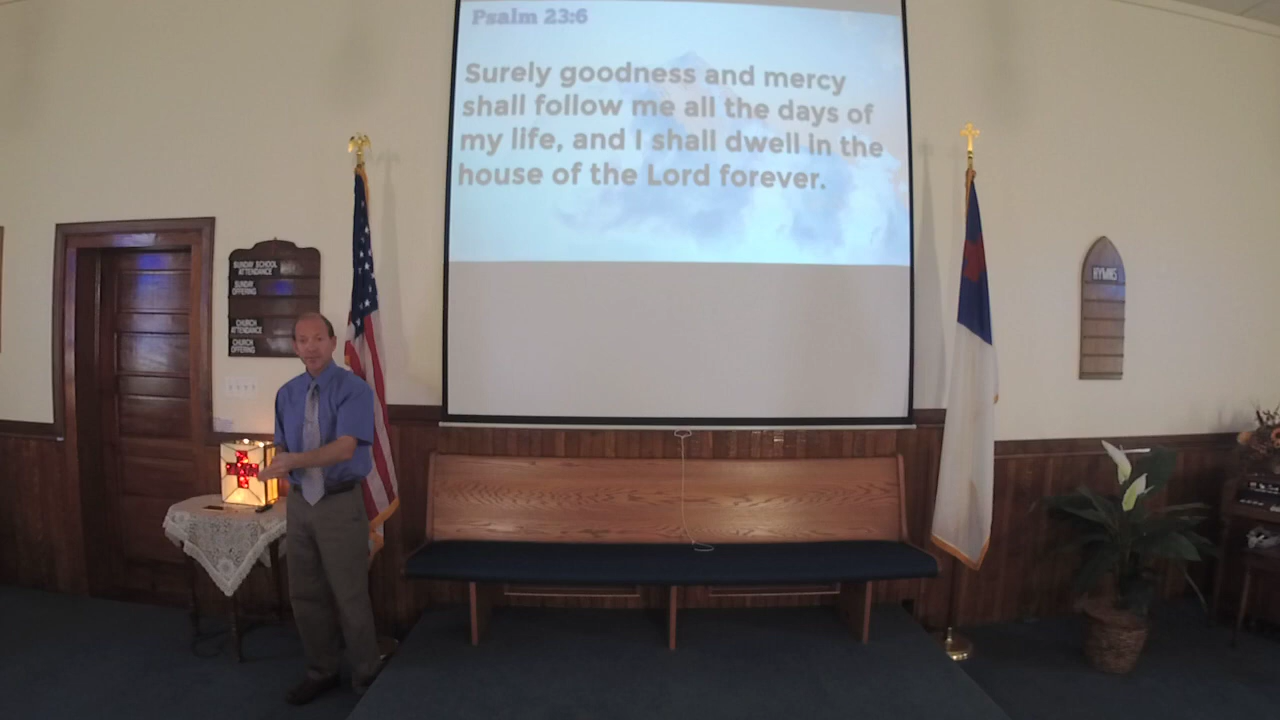 Psalm 23:6
Surely goodness and mercy
shall follow me all the days of
my life, and I shall dwell in the
house of the Lord forever.
SUNDAY SCHOOL
ATTENDANCE
SUNDAY
OFFERING
CHURCH
ATTENDANCE
CHURCH
OFFERING
HYMNS